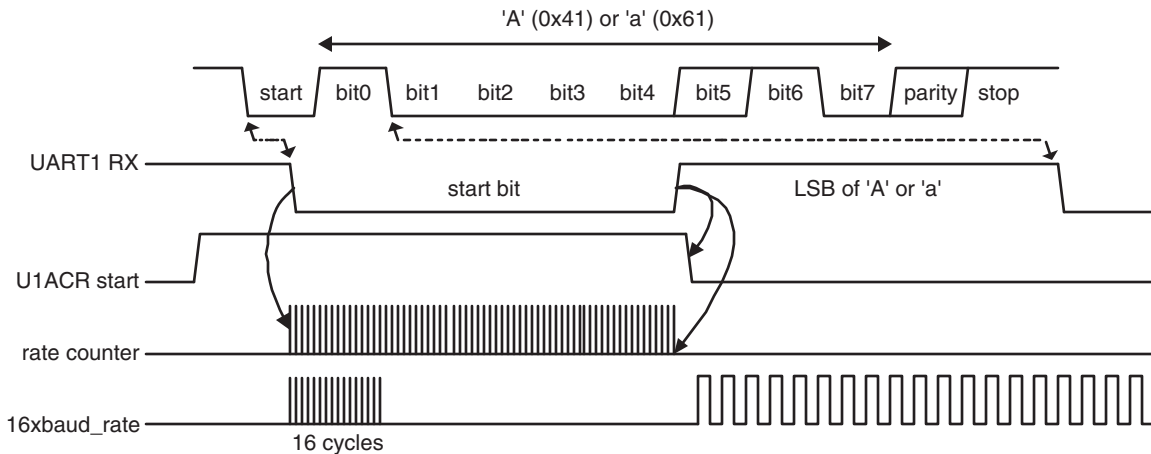 'A' (0x41) or 'a' (0x61)
start bit0 bit1 bit2 bit3 bit4 bit5 bit6 bit7 parity stop
UART1 RX
start bit
LSB of 'A' or 'a'
U1ACR start
rate counter
16xbaud_rate
16 cycles